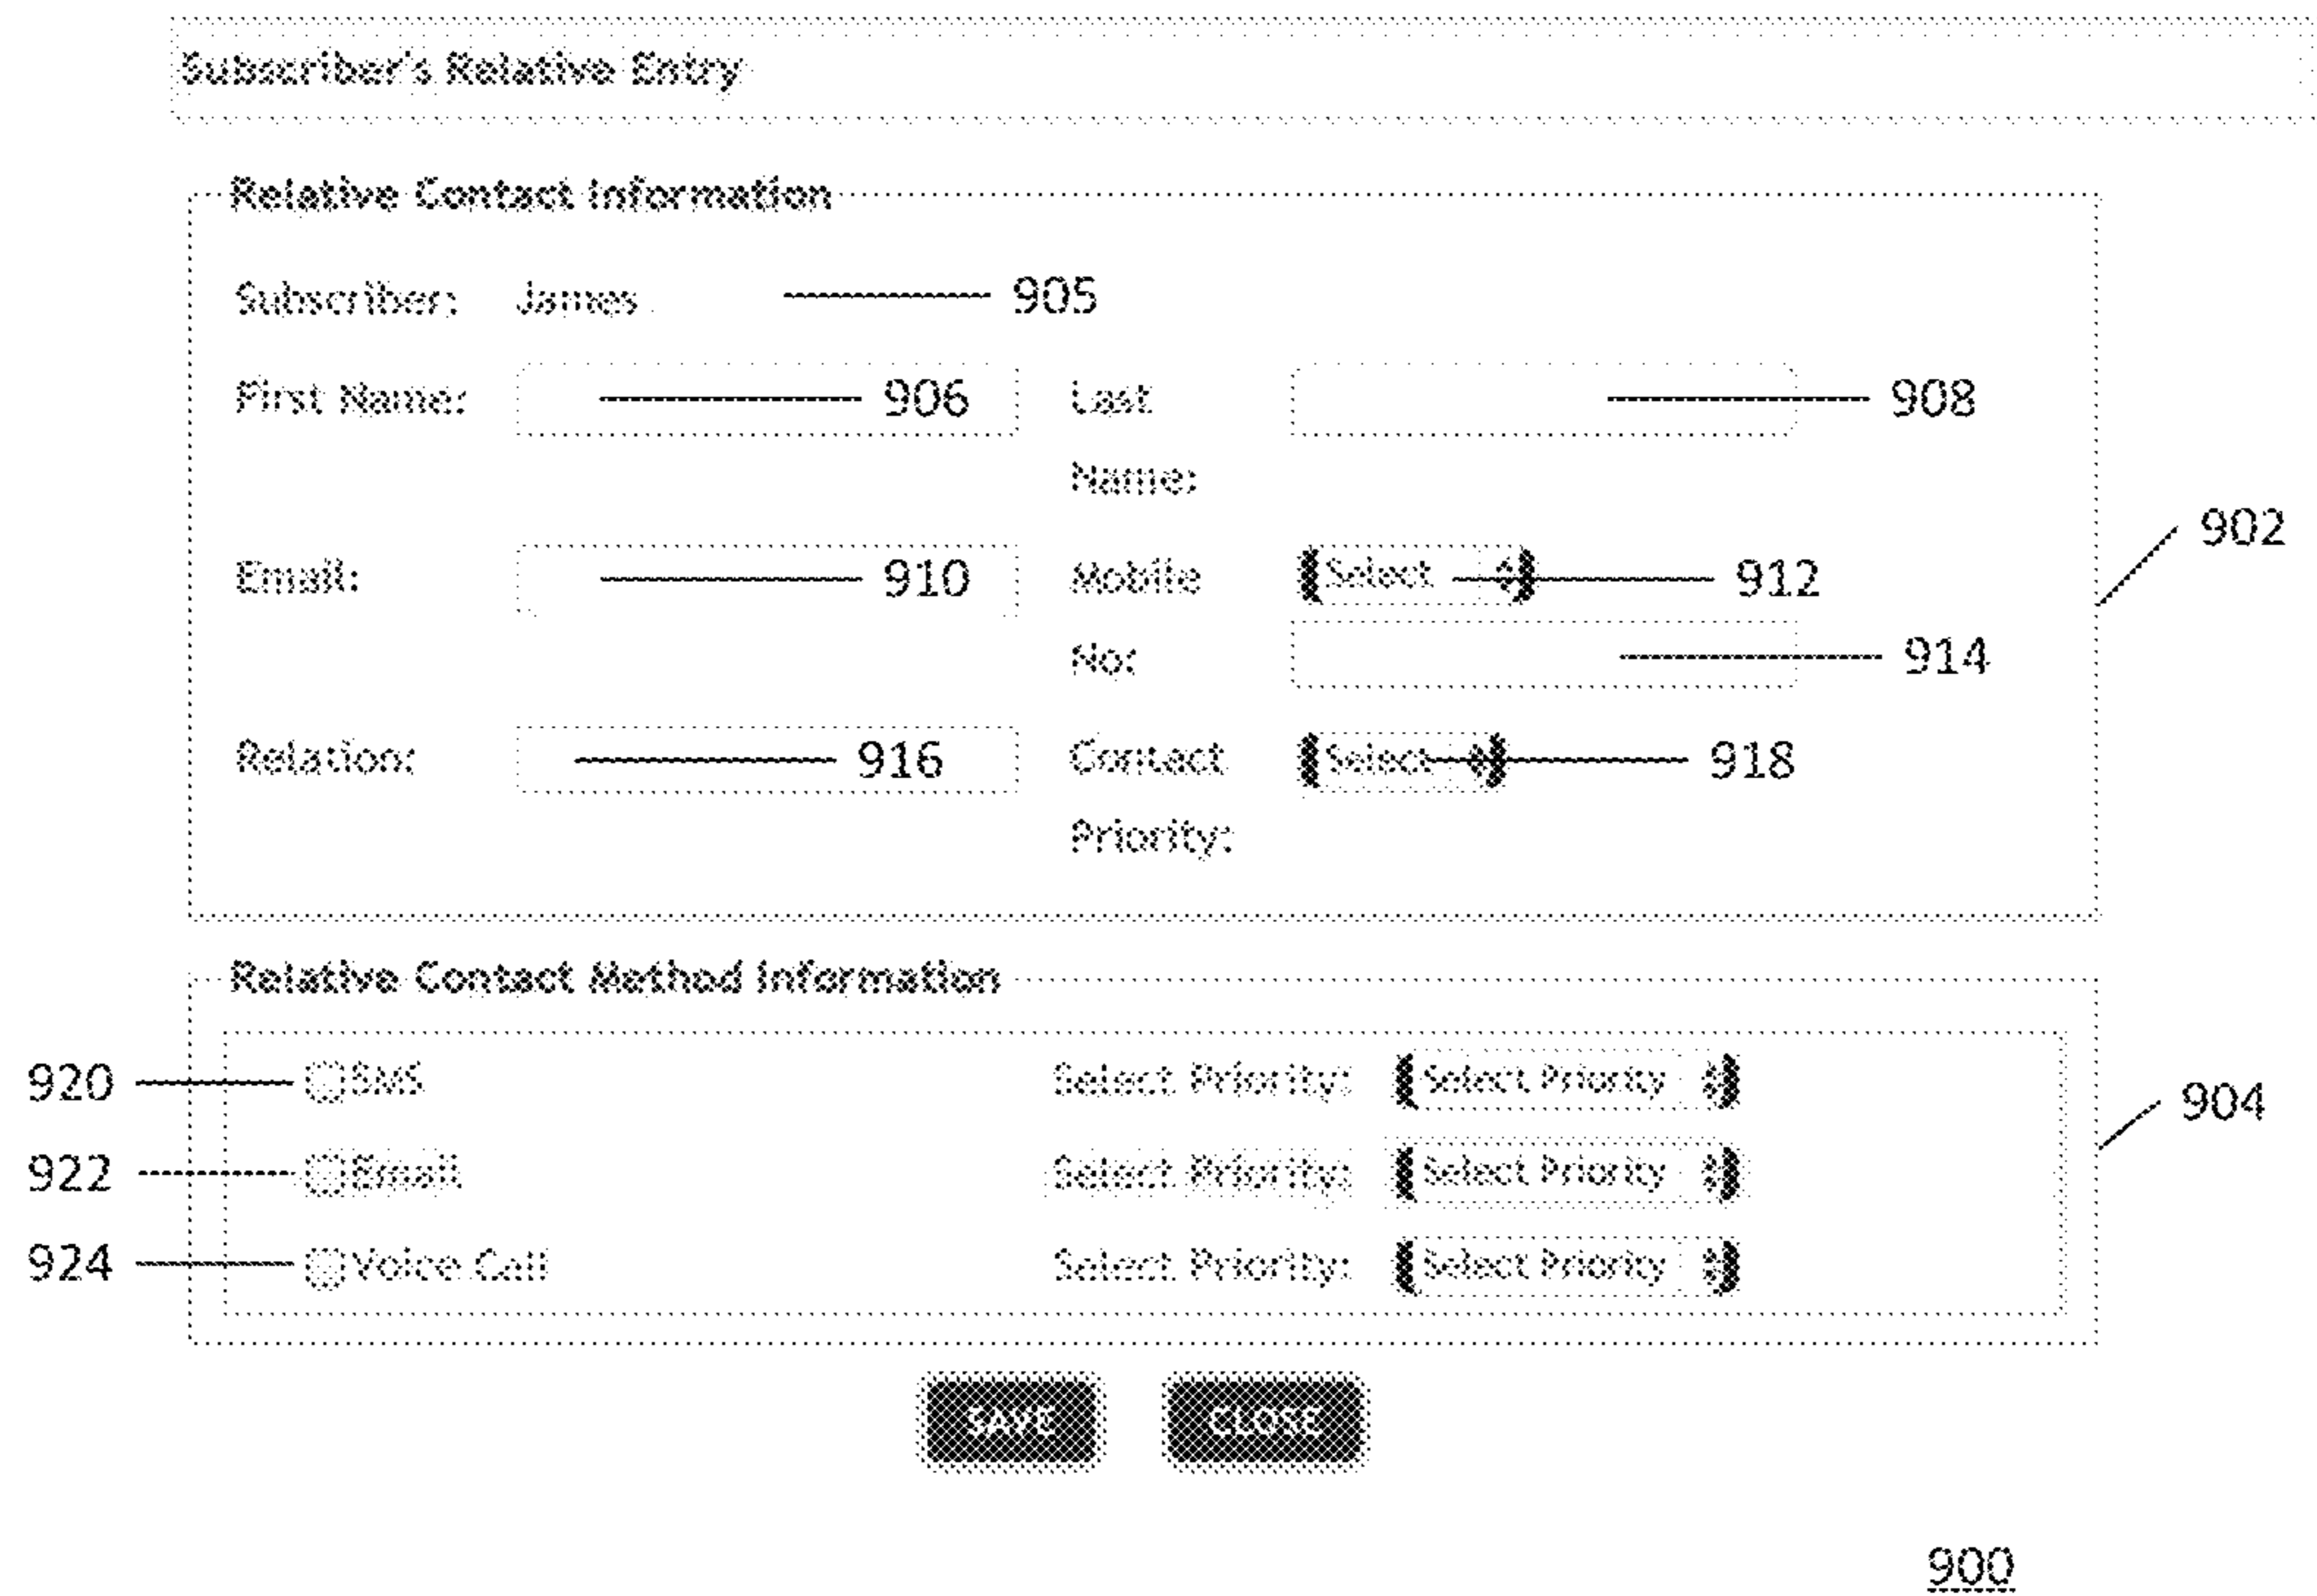 Subscriber's Relative Entry
Relative Contact Information
Subscriber: James 905
First Name: 906 Last 908
Name:
902
Email: 910 Mobile Select 912
No: 914
Relation: 916 Contact Select 918
Priority:
Relative Contact Method Information
920 SMS Select Priority: Select Priority
904
922 Email Select Priority: Select Priority
924 Voice Call Select Priority: Select Priority
SAVE CLOSE
900